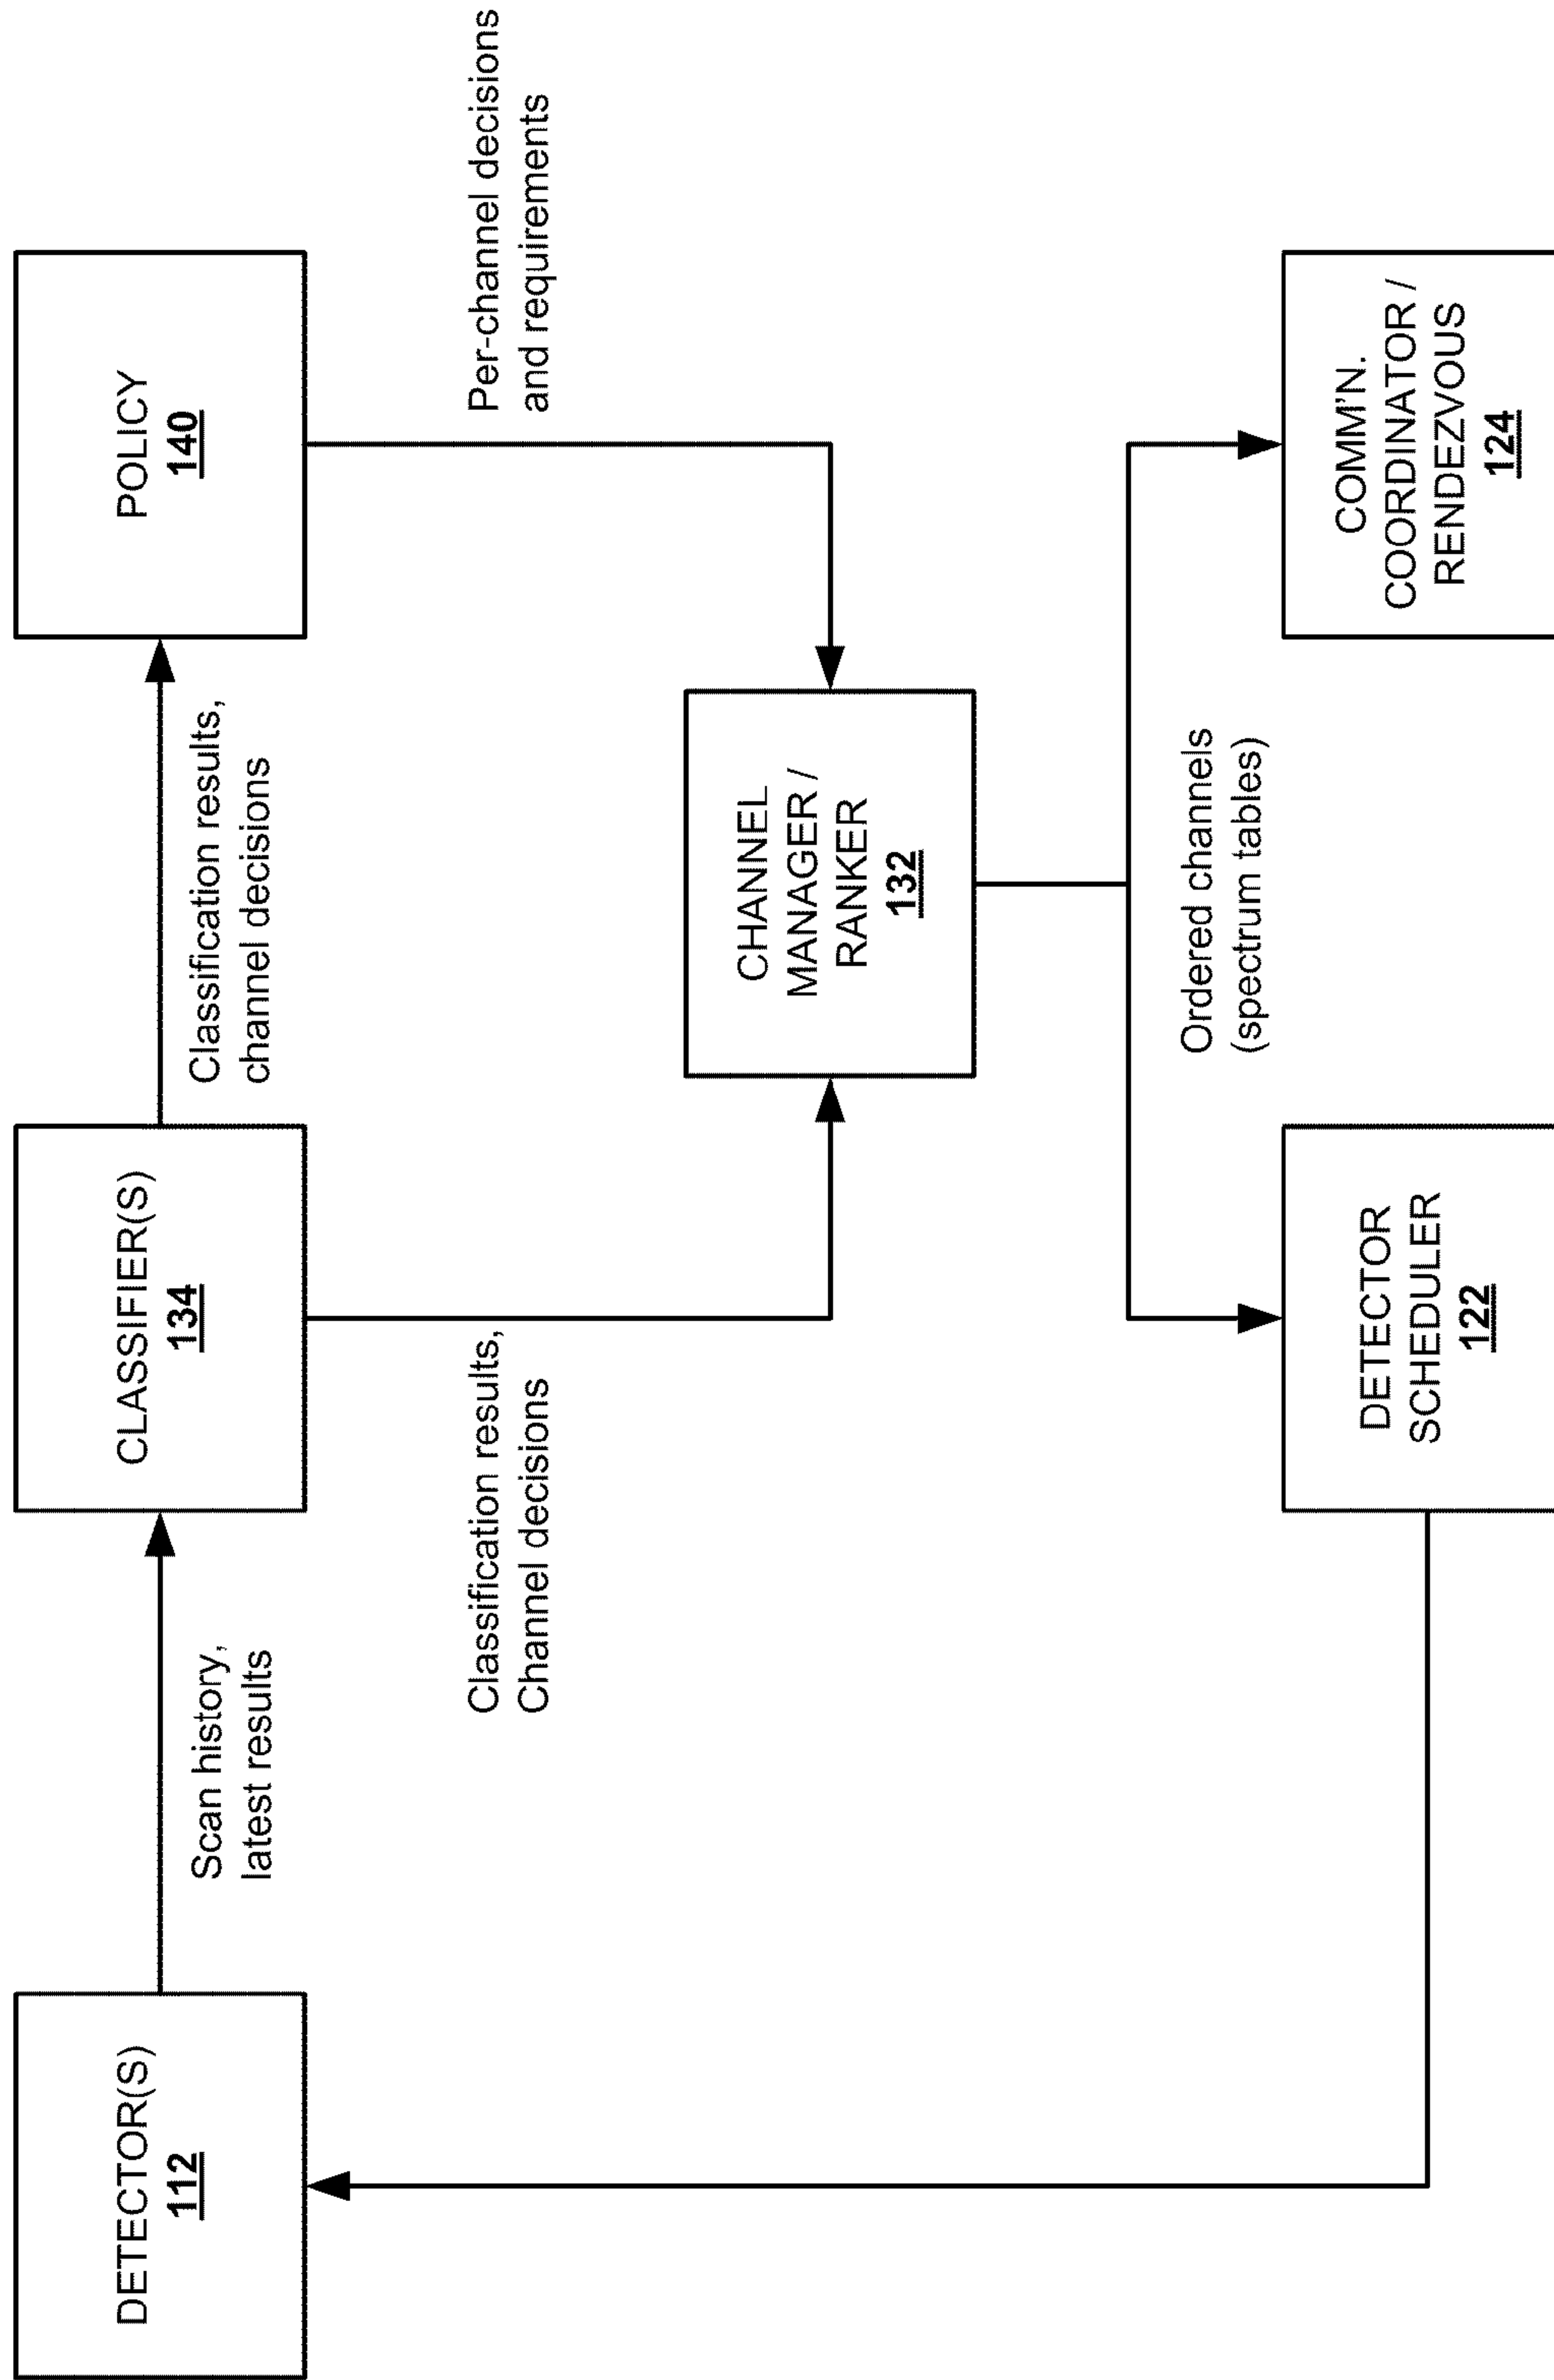 DETECTOR(S)
112
Scan history,
latest results
CLASSIFIER(S)
134
Classification results,
channel decisions
POLICY
140
Classification results,
Channel decisions
Per-channel decisions
and requirements
CHANNEL
MANAGER /
RANKER
132
Ordered channels
(spectrum tables)
DETECTOR
SCHEDULER
122
COMM'N.
COORDINATOR /
RENDEZVOUS
124